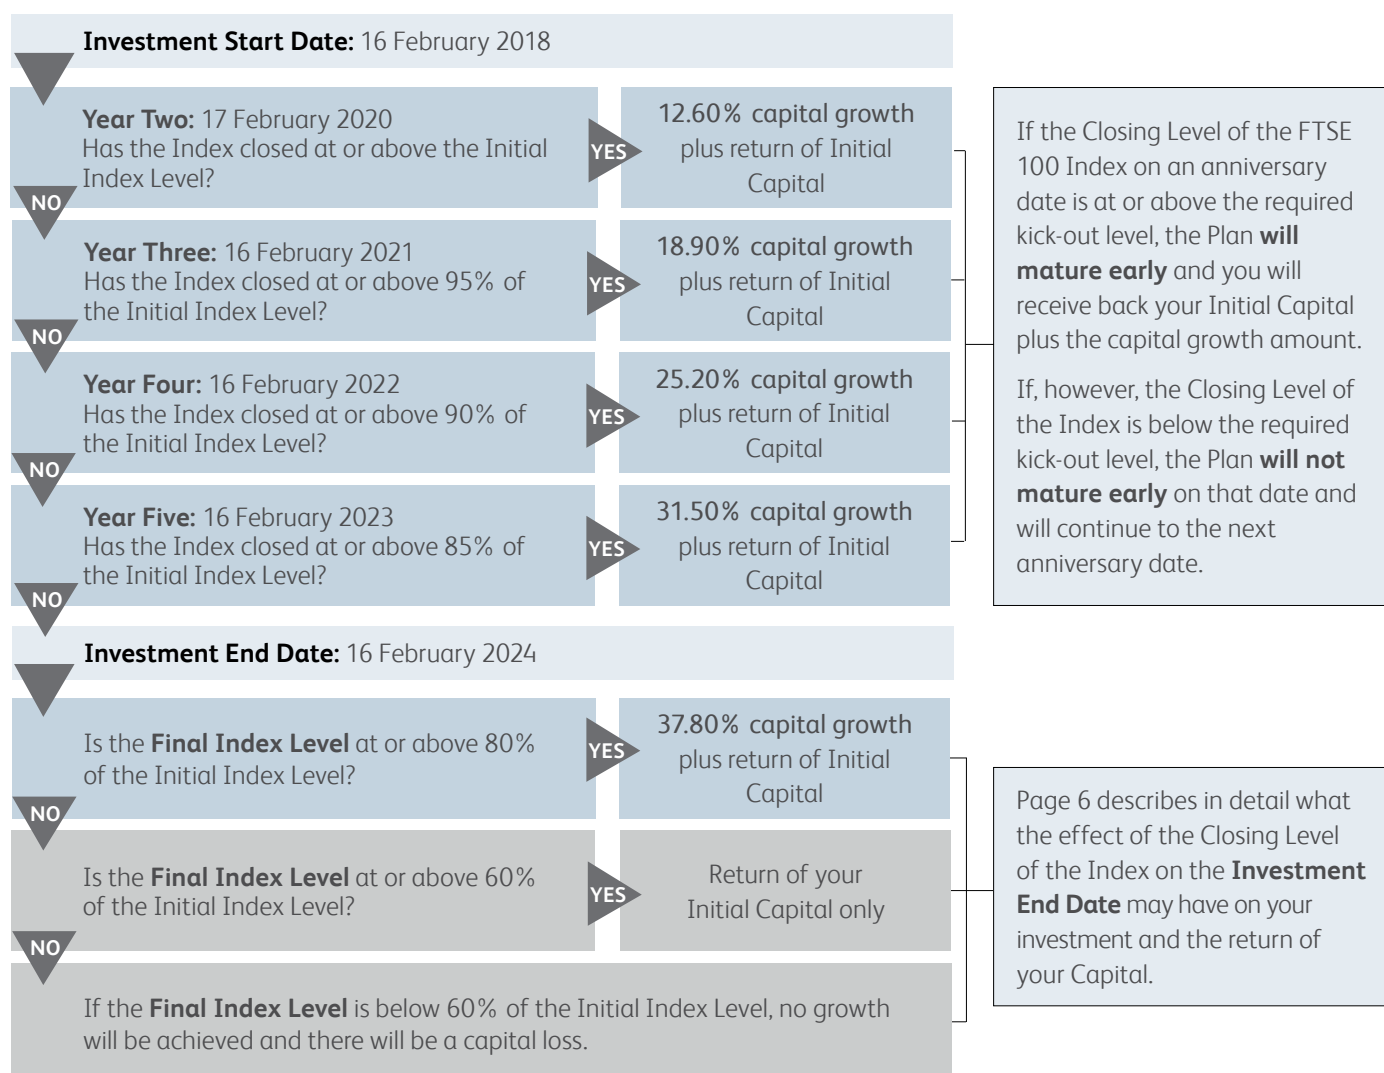 Investment Start Date: 16 February 2018
Year Two: 17 February 2020
Has the Index closed at or above the Initial
Index Level?
YES
12.60% capital growth
plus return of Initial
Capital
NO
Year Three: 16 February 2021
Has the Index closed at or above 95% of
the Initial Index Level?
YES
18.90% capital growth
plus return of Initial
Capital
NO
Year Four: 16 February 2022
Has the Index closed at or above 90% of
the Initial Index Level?
YES
25.20% capital growth
plus return of Initial
Capital
NO
Year Five: 16 February 2023
Has the Index closed at or above 85% of
the Initial Index Level?
YES
31.50% capital growth
plus return of Initial
Capital
NO
If the Closing Level of the FTSE
100 Index on an anniversary
date is at or above the required
kick-out level, the Plan will
mature early and you will
receive back your Initial Capital
plus the capital growth amount.
If, however, the Closing Level of
the Index is below the required
kick-out level, the Plan will not
mature early on that date and
will continue to the next
anniversary date.
Investment End Date: 16 February 2024
Is the Final Index Level at or above 80%
of the Initial Index Level?
YES
37.80% capital growth
plus return of Initial
Capital
NO
Is the Final Index Level at or above 60%
of the Initial Index Level?
YES
Return of your
Initial Capital only
NO
If the Final Index Level is below 60% of the Initial Index Level, no growth
will be achieved and there will be a capital loss.
Page 6 describes in detail what
the effect of the Closing Level
of the Index on the Investment
End Date may have on your
investment and the return of
your Capital.